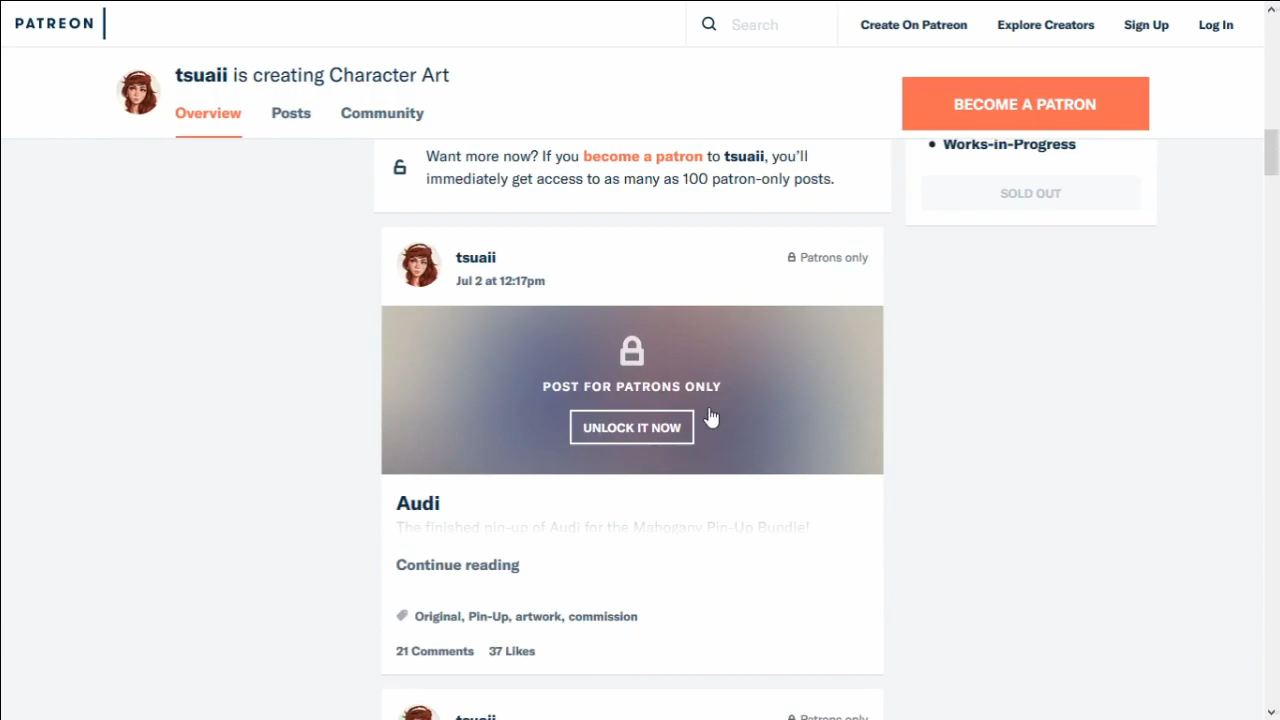 PATREON
Search
Create On Patreon
Explore Creators
Sign Up
Log In
tsuaii is creating Character Art
Overview
Posts
Community
BECOME A PATRON
Want more now? If you become a patron to tsuaii, you'll
immediately get access to as many as 100 patron-only posts.
Works-in-Progress
SOLD OUT
tsuaii
Patrons only
Jul 2 at 12:17pm
POST FOR PATRONS ONLY
UNLOCK IT NOW
Audi
The finished pin-up of Audi for the Mahogany Pin-Up Bundle!
Continue reading
Original, Pin-Up, artwork, commission
21 Comments
37 Likes
tsuaii
Patrons only